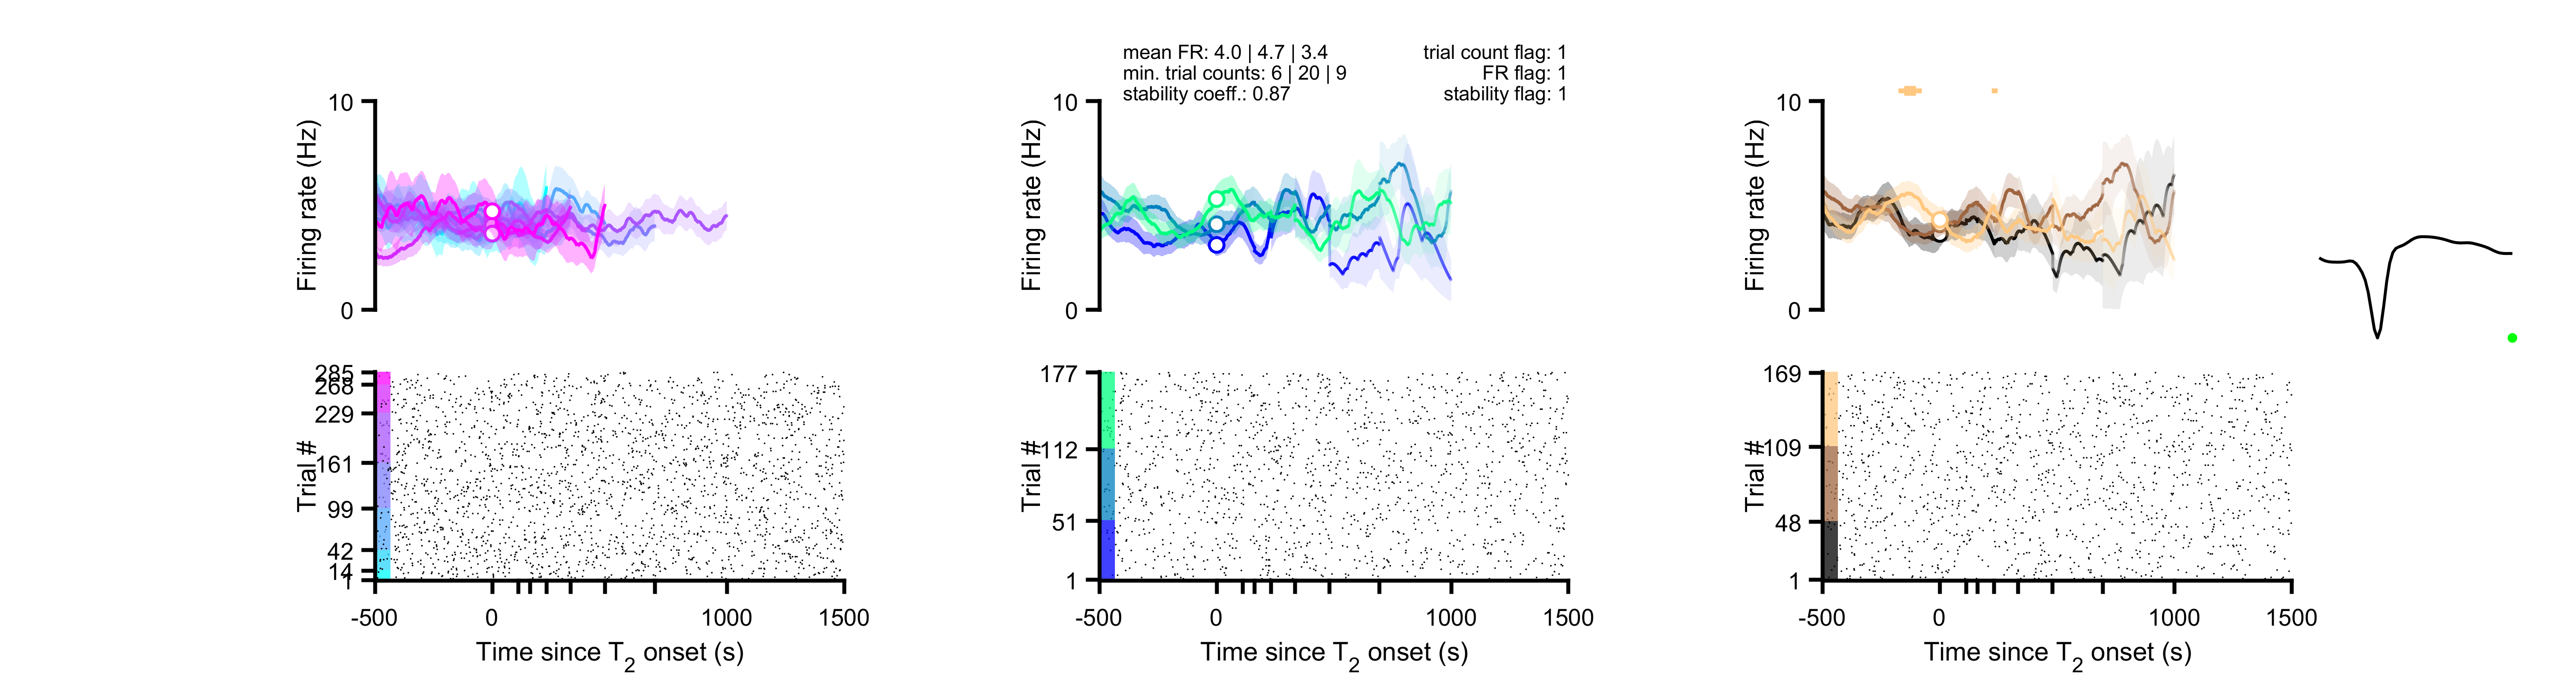 mean FR: 4.0 | 4.7 | 3.4
min. trial counts: 6 | 20 | 9
stability coeff.: 0.87
trial count flag: 1
FR flag: 1
stability flag: 1
10
Firing rate (Hz)
0
10
Firing rate (Hz)
0
10
Firing rate (Hz)
0
285
268
229
161
99
42
14
1
Trial #
-500
0
1000
1500
Time since T2 onset (s)
177
112
51
1
Trial #
-500
0
1000
1500
Time since T2 onset (s)
169
109
48
1
Trial #
-500
0
1000
1500
Time since T2 onset (s)